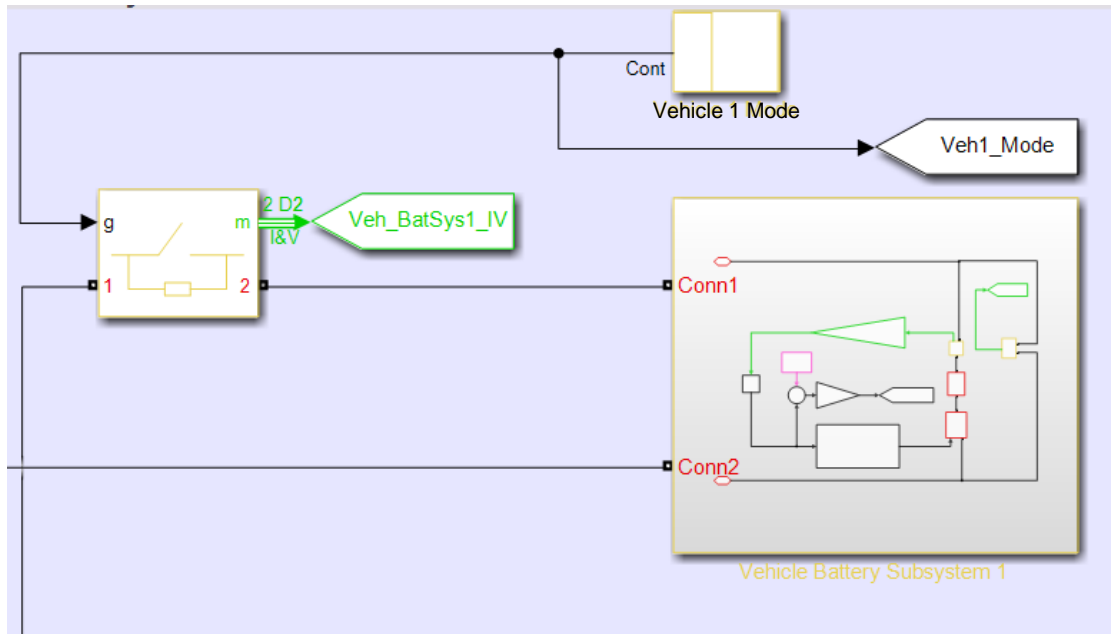 Cont
Vehicle 1 Mode
Veh1_Mode
g
m
2 D2
I&V
Veh_BatSys1_IV
1
2
Conn1
Conn2
Vehicle Battery Subsystem 1